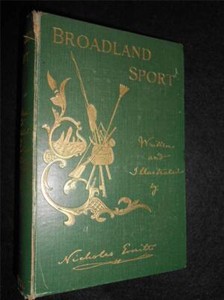 BROADLAND
SPORT
Written
and
Illustrated
by
Nicholas Everitt